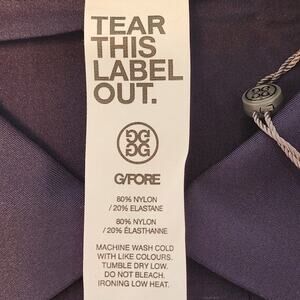 TEAR
THIS
LABEL
OUT.
G/FORE
80% NYLON
/ 20% ELASTANE
80% NYLON
/ 20% ÉLASTHANNE
MACHINE WASH COLD
WITH LIKE COLOURS.
TUMBLE DRY LOW.
DO NOT BLEACH.
IRONING LOW HEAT.